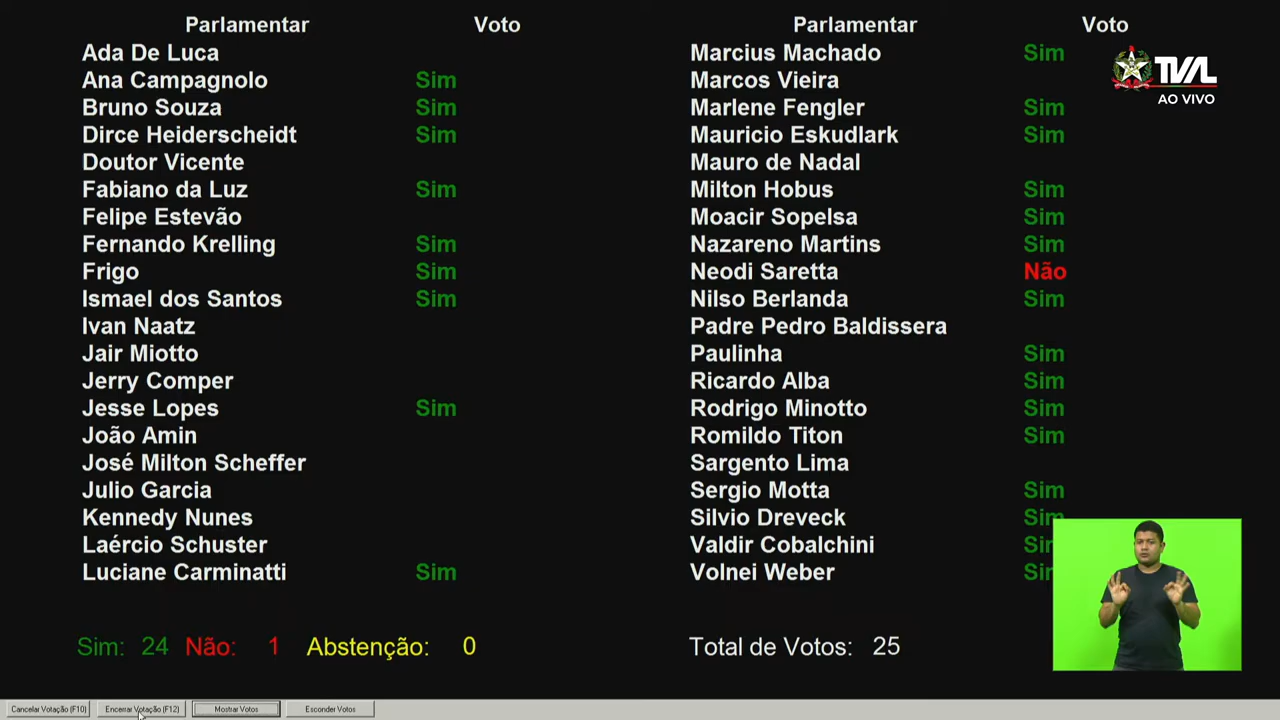 Parlamentar Voto
Ada De Luca
Ana Campagnolo Sim
Bruno Souza Sim
Dirce Heiderscheidt Sim
Doutor Vicente
Fabiano da Luz Sim
Felipe Estevão
Fernando Krelling Sim
Frigo Sim
Ismael dos Santos Sim
Ivan Naatz
Jair Miotto
Jerry Comper
Jesse Lopes Sim
João Amin
José Milton Scheffer
Julio Garcia
Kennedy Nunes
Laércio Schuster
Luciane Carminatti Sim
Parlamentar Voto
Marcius Machado Sim
Marcos Vieira
Marlene Fengler Sim
Mauricio Eskudlark Sim
Mauro de Nadal
Milton Hobus Sim
Moacir Sopelsa Sim
Nazareno Martins Sim
Neodi Saretta Não
Nilso Berlanda Sim
Padre Pedro Baldissera
Paulinha Sim
Ricardo Alba Sim
Rodrigo Minotto Sim
Romildo Titon Sim
Sargento Lima
Sergio Motta Sim
Silvio Dreveck Sim
Valdir Cobalchini Sim
Volnei Weber Sim
TVAL
AO VIVO
Sim: 24 Não: 1 Abstenção: 0 Total de Votos: 25
Cancelar Votação (F10) Encerrar Votação (F12) Mostrar Votos Esconder Votos